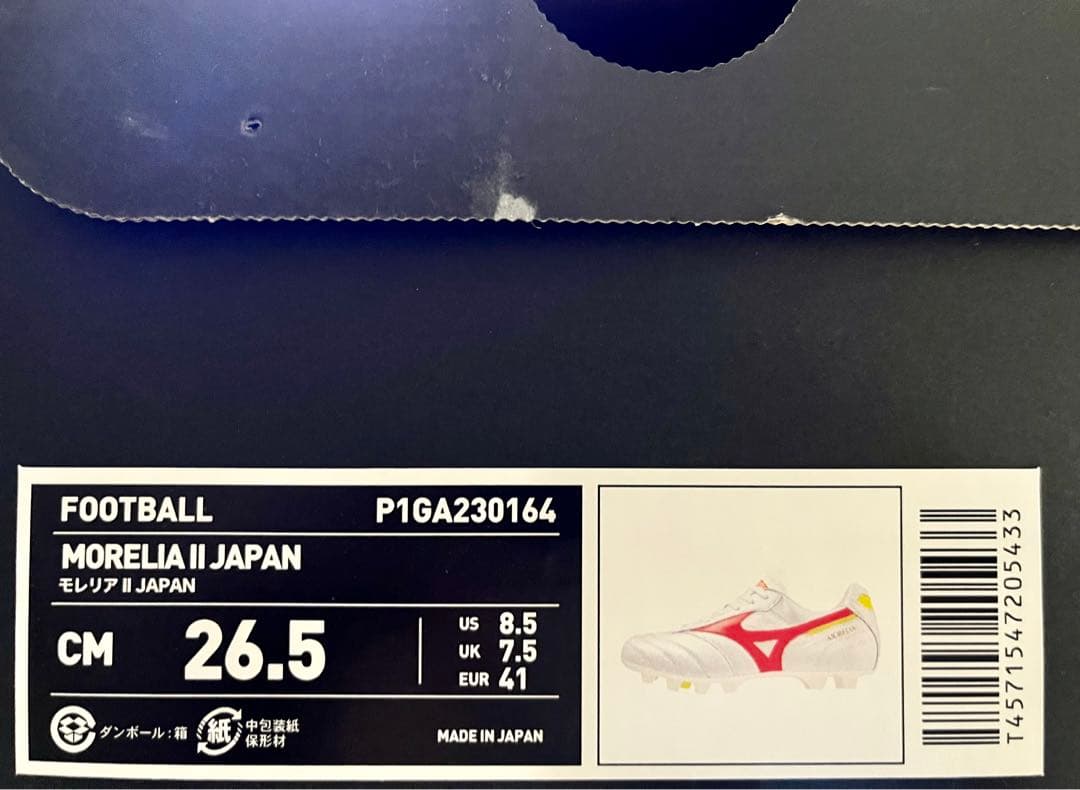 FOOTBALL P1GA230164
MORELIA II JAPAN
モレリア II JAPAN
CM 26.5
US 8.5
UK 7.5
EUR 41
ダンボール:箱
紙 中包装紙
保形材
MADE IN JAPAN
T4571547205433